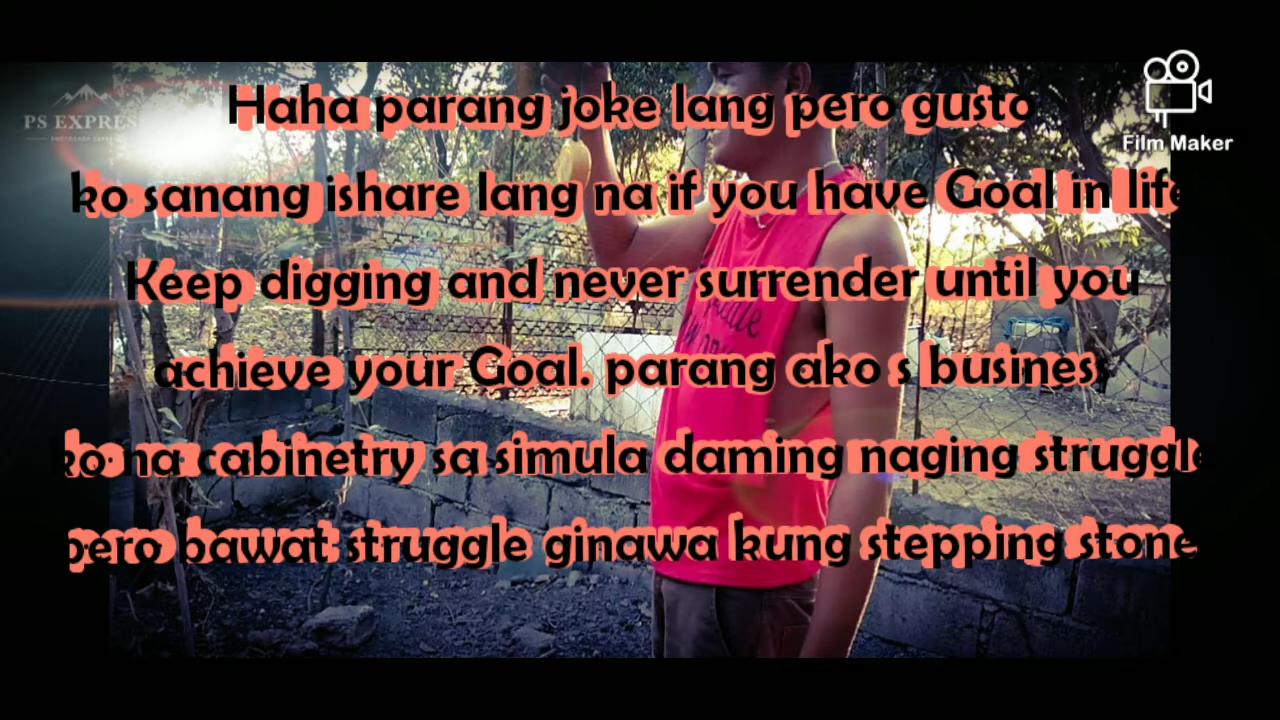 PS EXPRES
Film Maker
Haha parang joke lang pero gusto
ko sanang ishare lang na if you have Goal in life
Keep digging and never surrender until you
achieve your Goal. parang ako s busines
ko na cabinetry sa simula daming naging struggle
pero bawat struggle ginawa kung stepping stone